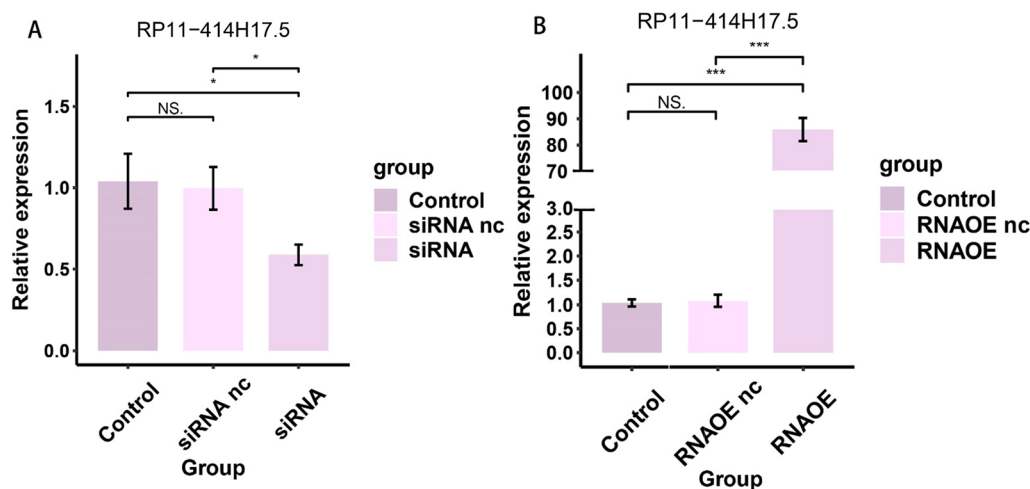 A
RP11-414H17.5
*
*
NS.
Relative expression
1.5
1.0
0.5
0.0
Control
siRNA nc
siRNA
Group
group
Control
siRNA nc
siRNA
B
RP11-414H17.5
***
***
NS.
Relative expression
100
90
80
70
3.0
2.5
2.0
1.5
1.0
0.5
0.0
Control
RNAOE nc
RNAOE
Group
group
Control
RNAOE nc
RNAOE